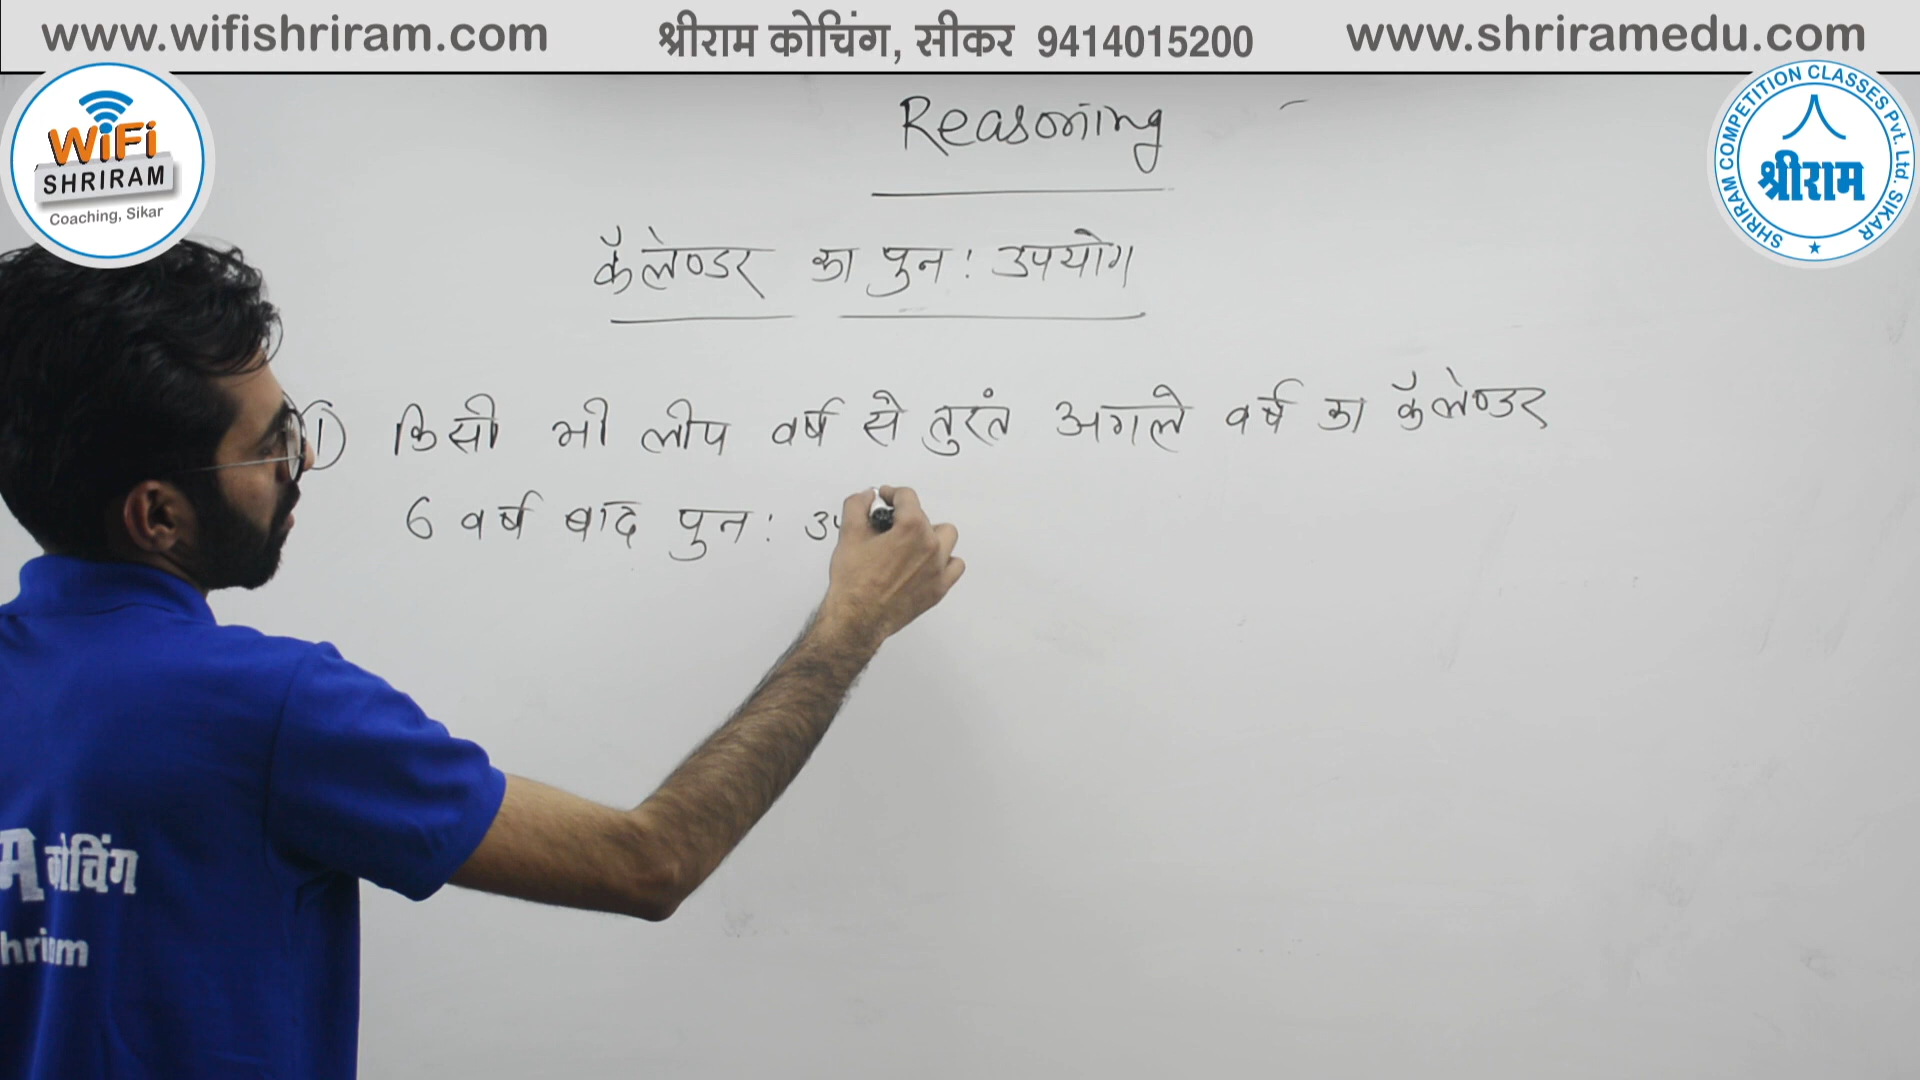 www.wifishriram.com
श्रीराम कोचिंग, सीकर 9414015200
www.shriramedu.com
WiFi
SHRIRAM
Coaching, Sikar
SHRIRAM COMPETITION CLASSES Pvt. Ltd. SIKAR
श्रीराम
Reasoning
कॅलेण्डर का पुन: उपयोग
1) किसी भी लीप वर्ष से तुरंत अगले वर्ष का कॅलेण्डर
6 वर्ष बाद पुन: उ
म कोचिंग